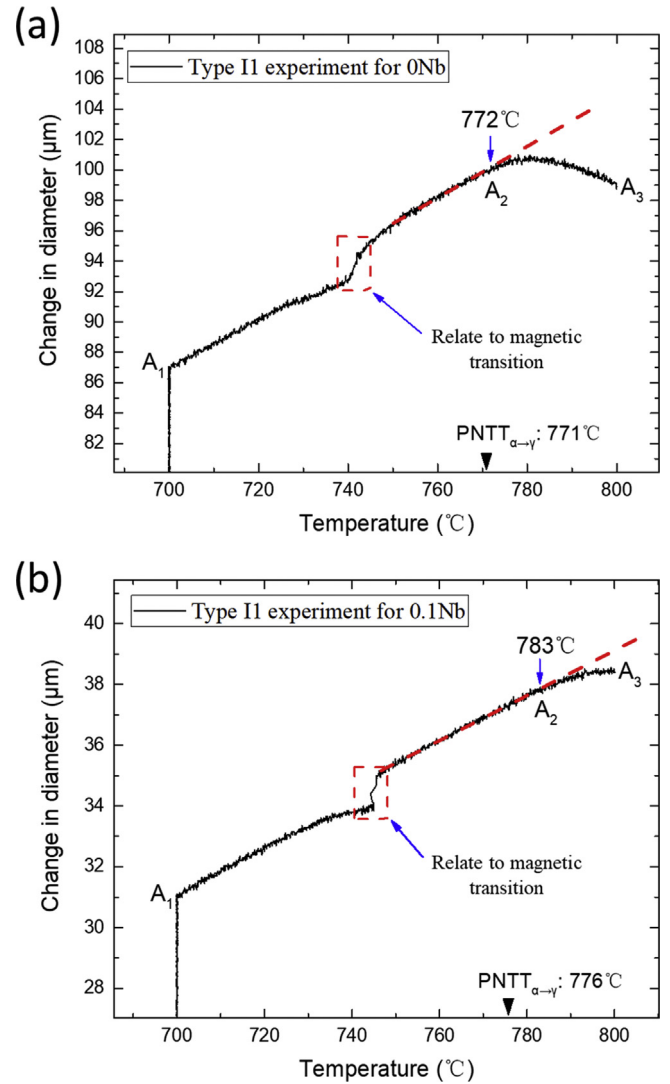 (a)
Type I1 experiment for 0Nb
108
106
104
102
100
98
96
94
92
90
88
86
84
82
Change in diameter (μm)
772℃
A₂
A₃
A₁
Relate to magnetic
transition
PNTTα→γ: 771℃
700 720 740 760 780 800
Temperature (℃)
(b)
Type I1 experiment for 0.1Nb
40
38
36
34
32
30
28
Change in diameter (μm)
783℃
A₂
A₃
A₁
Relate to magnetic
transition
PNTTα→γ: 776℃
700 720 740 760 780 800
Temperature (℃)